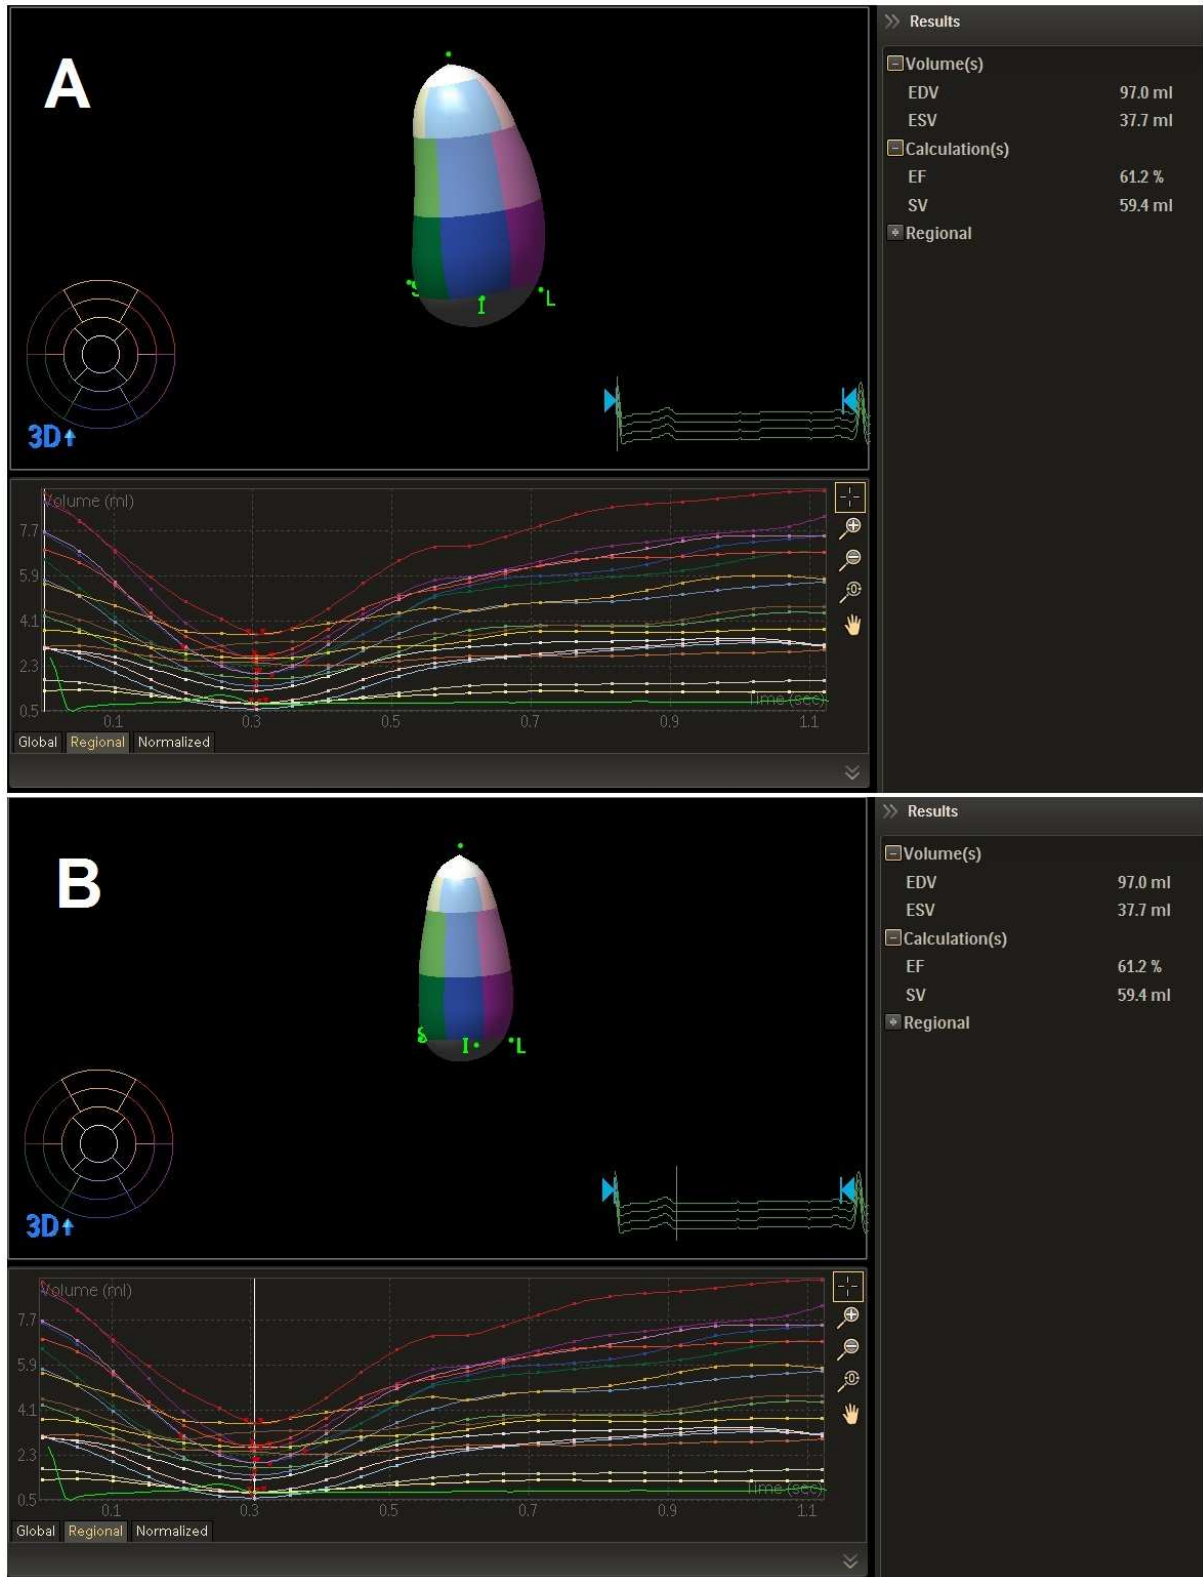 A
S
I
L
3D
Volume (ml)
7.7
5.9
4.1
2.3
0.5
0.1
0.3
0.5
0.7
0.9
1.1
Time (sec)
Global Regional Normalized
Results
Volume(s)
EDV 97.0 ml
ESV 37.7 ml
Calculation(s)
EF 61.2 %
SV 59.4 ml
Regional
B
S
I
L
3D
Volume (ml)
7.7
5.9
4.1
2.3
0.5
0.1
0.3
0.5
0.7
0.9
1.1
Time (sec)
Global Regional Normalized
Results
Volume(s)
EDV 97.0 ml
ESV 37.7 ml
Calculation(s)
EF 61.2 %
SV 59.4 ml
Regional